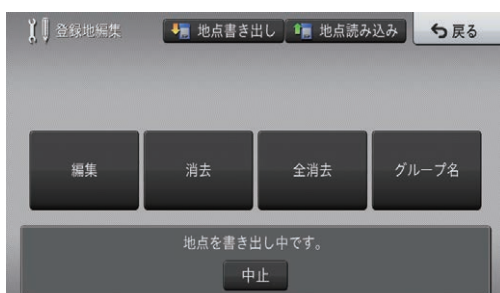 登録地編集 地点書き出し 地点読み込み 戻る
編集 消去 全消去 グループ名
地点を書き出し中です。
中止